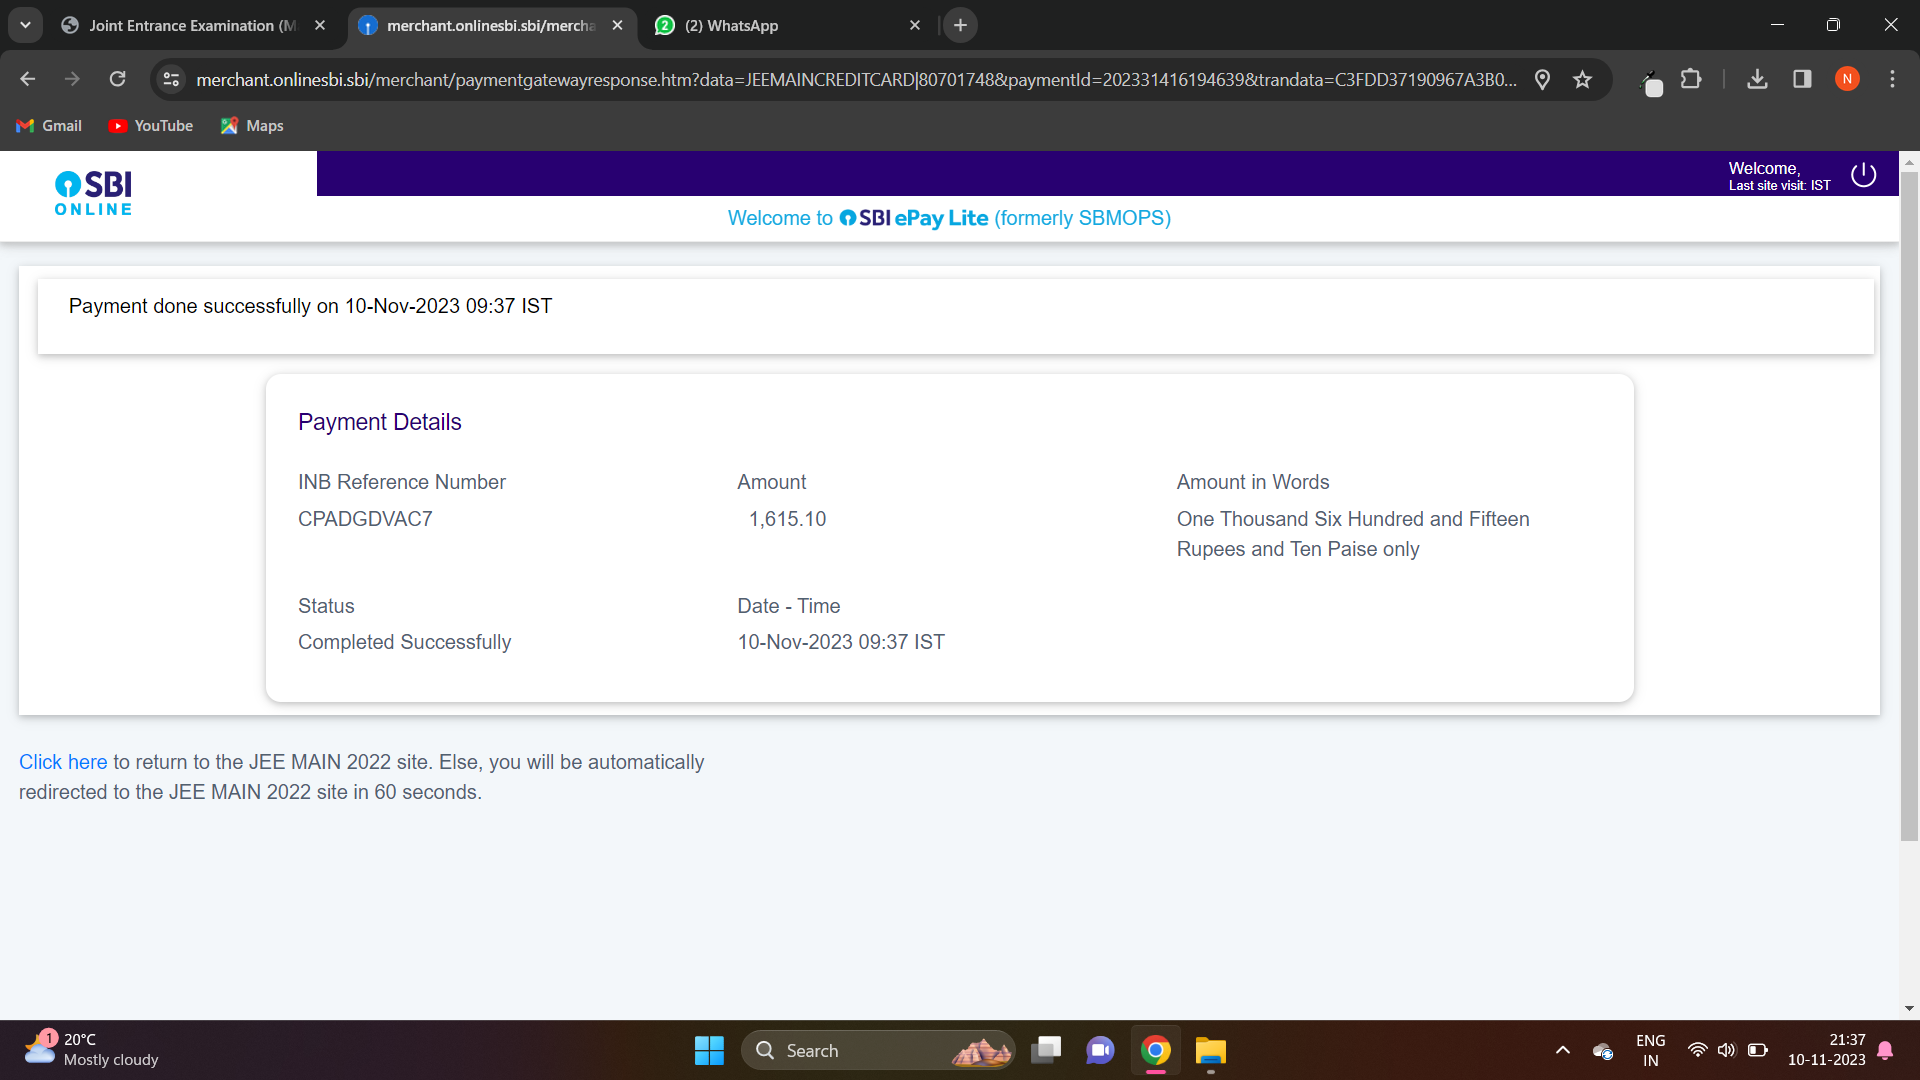 Joint Entrance Examination (M
merchant.onlinesbi.sbi/mercha
2
(2) WhatsApp
merchant.onlinesbi.sbi/merchant/paymentgatewayresponse.htm?data=JEEMAINCREDITCARD|80701748&paymentId=202331416194639&trandata=C3FDD37190967A3B0...
N
Gmail
YouTube
Maps
SBI
ONLINE
Welcome,
Last site visit: IST
Welcome to SBI ePay Lite (formerly SBMOPS)
Payment done successfully on 10-Nov-2023 09:37 IST
Payment Details
INB Reference Number
CPADGDVAC7
Amount
1,615.10
Amount in Words
One Thousand Six Hundred and Fifteen
Rupees and Ten Paise only
Status
Completed Successfully
Date - Time
10-Nov-2023 09:37 IST
Click here to return to the JEE MAIN 2022 site. Else, you will be automatically
redirected to the JEE MAIN 2022 site in 60 seconds.
1
20°C
Mostly cloudy
Search
ENG
IN
21:37
10-11-2023